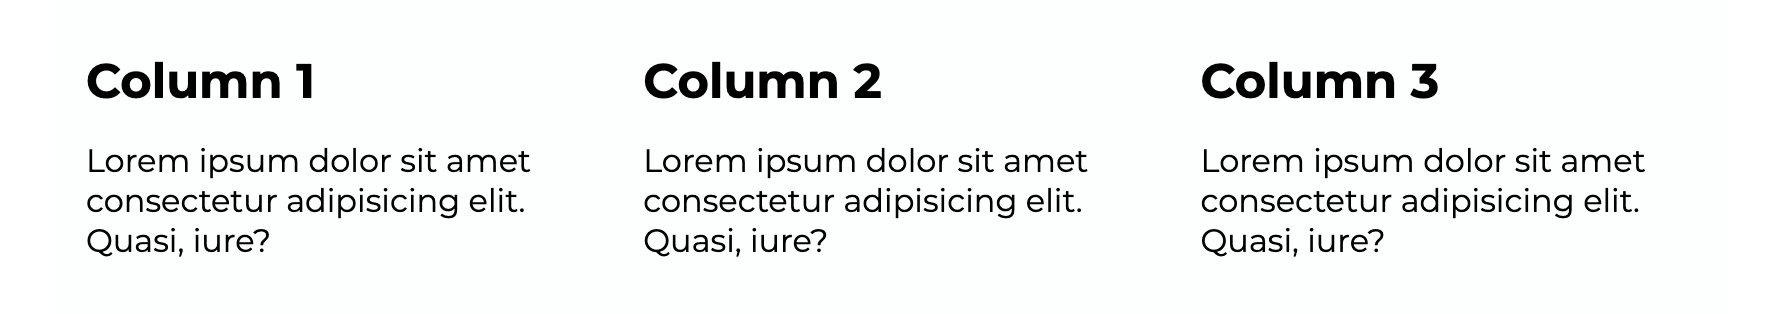 Column 1
Lorem ipsum dolor sit amet
consectetur adipisicing elit.
Quasi, iure?
Column 2
Lorem ipsum dolor sit amet
consectetur adipisicing elit.
Quasi, iure?
Column 3
Lorem ipsum dolor sit amet
consectetur adipisicing elit.
Quasi, iure?